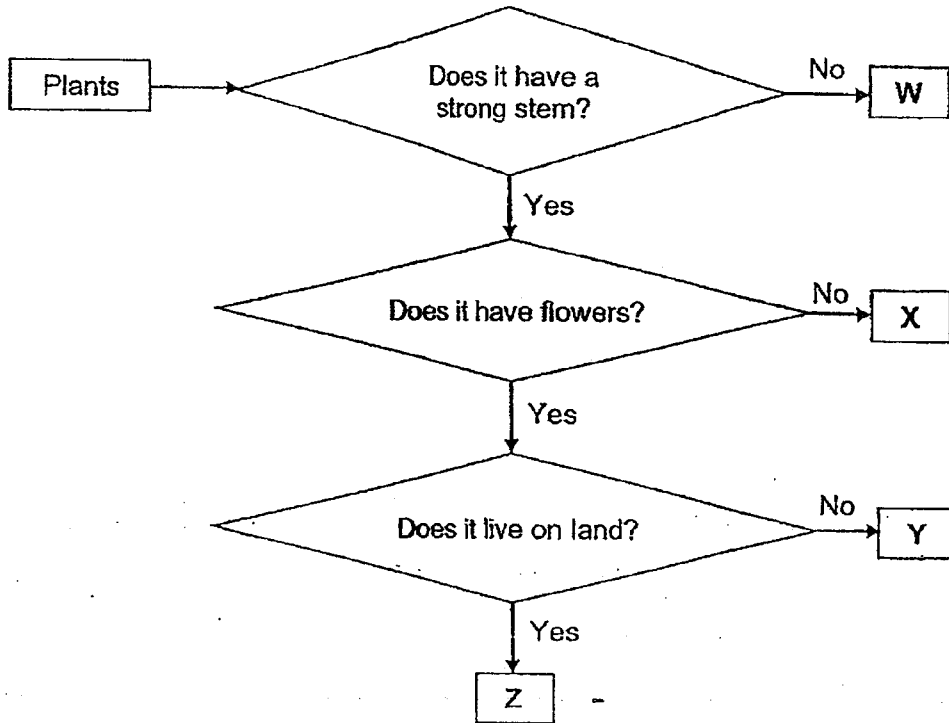 Plants
Does it have a
strong stem?
No
W
Yes
Does it have flowers?
No
X
Yes
Does it live on land?
No
Y
Yes
Z